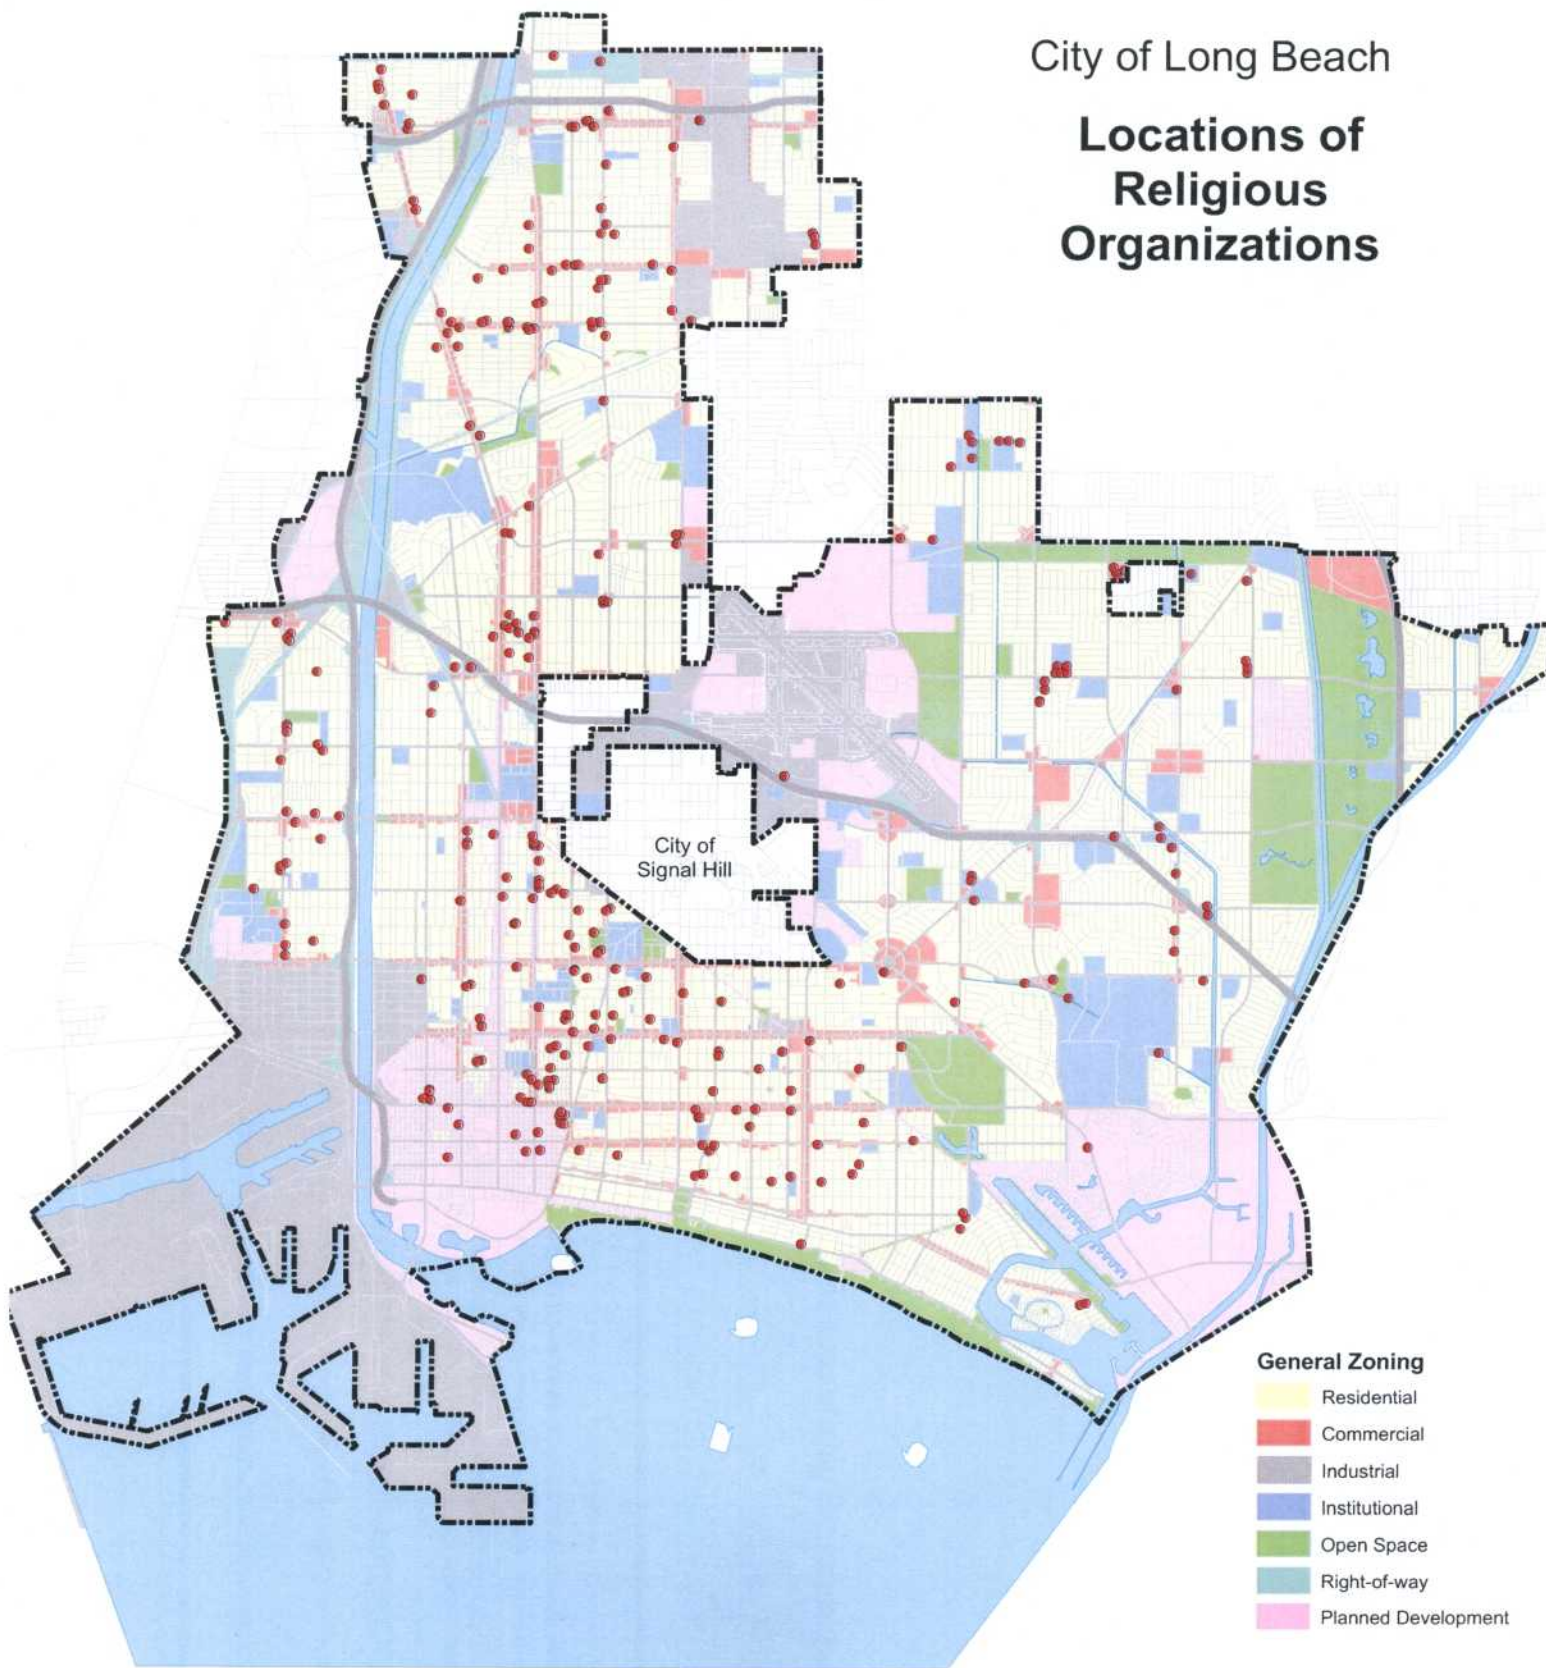 City of Long Beach
Locations of
Religious
Organizations
City of
Signal Hill
General Zoning
Residential
Commercial
Industrial
Institutional
Open Space
Right-of-way
Planned Development